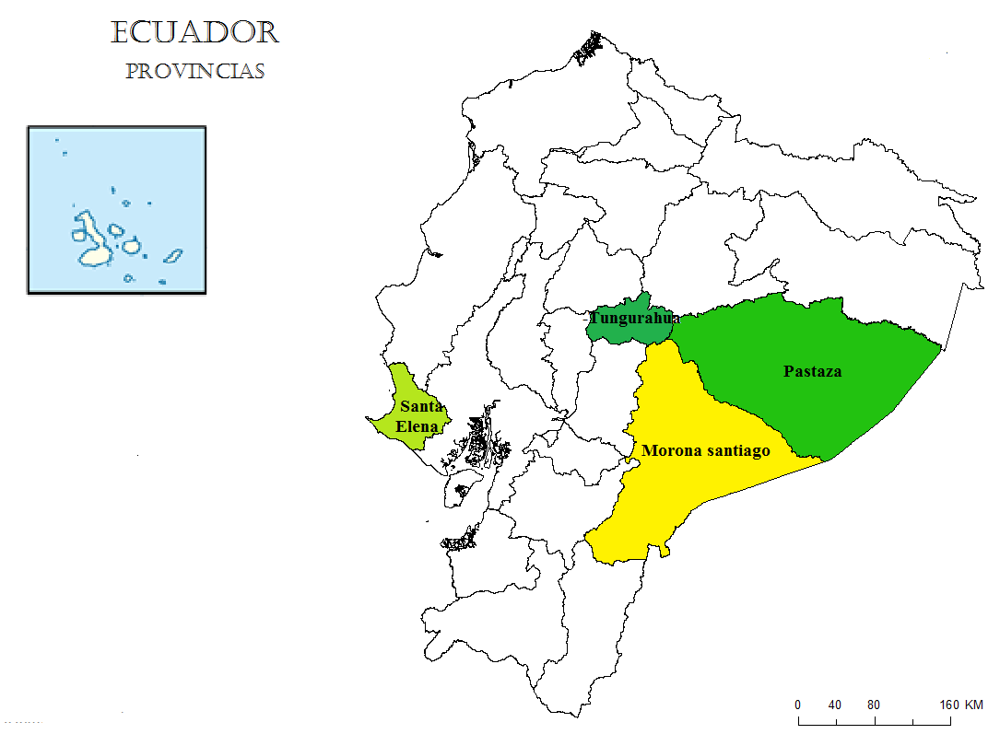 ECUADOR
PROVINCIAS
Tungurahua
Pastaza
Santa
Elena
Morona santiago
0 40 80 160 KM